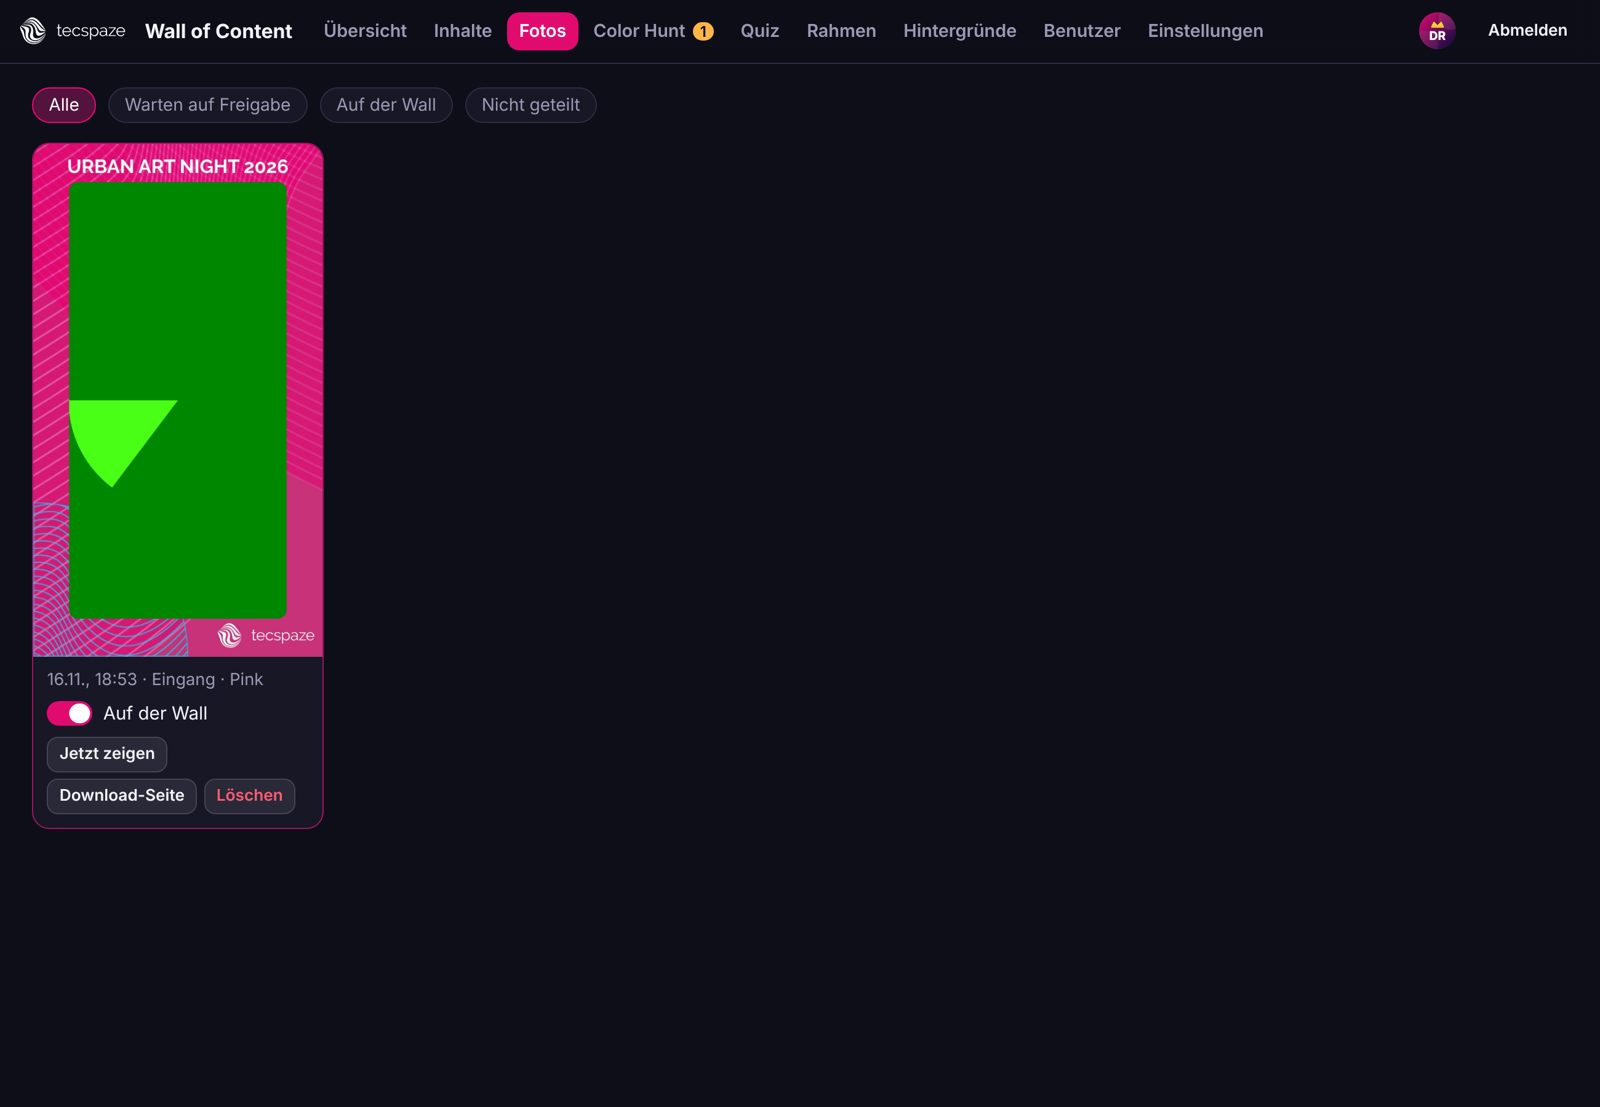 tecspaze Wall of Content Übersicht Inhalte Fotos Color Hunt 1 Quiz Rahmen Hintergründe Benutzer Einstellungen DR Abmelden
Alle Warten auf Freigabe Auf der Wall Nicht geteilt
URBAN ART NIGHT 2026
tecspaze
16.11., 18:53 · Eingang · Pink
Auf der Wall
Jetzt zeigen
Download-Seite Löschen